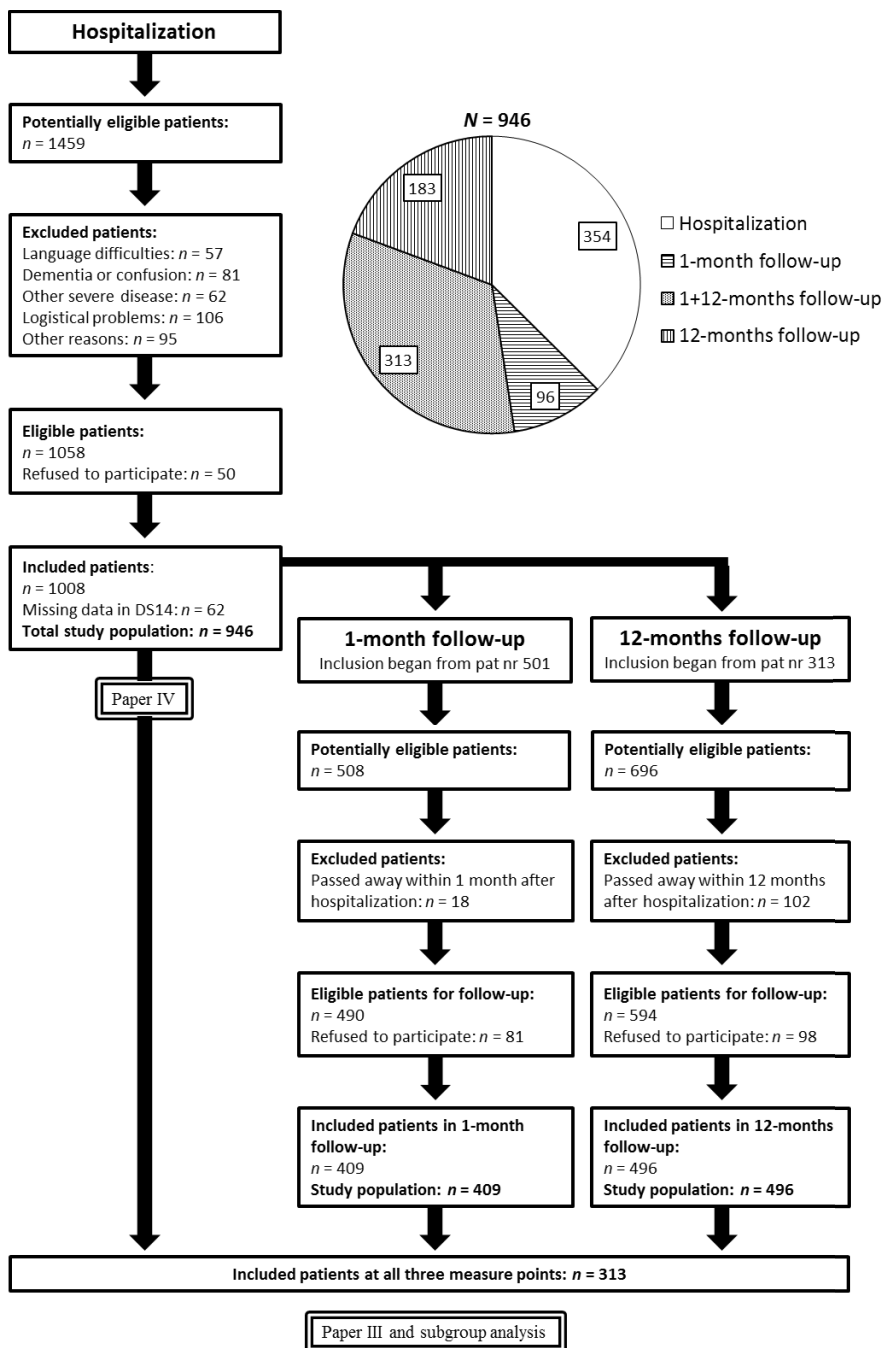 Hospitalization
Potentially eligible patients:
n = 1459
Excluded patients:
Language difficulties: n = 57
Dementia or confusion: n = 81
Other severe disease: n = 62
Logistical problems: n = 106
Other reasons: n = 95
Eligible patients:
n = 1058
Refused to participate: n = 50
Included patients:
n = 1008
Missing data in DS14: n = 62
Total study population: n = 946
Paper IV
N = 946
183
354
313
96
Hospitalization
1-month follow-up
1+12-months follow-up
12-months follow-up
1-month follow-up
Inclusion began from pat nr 501
Potentially eligible patients:
n = 508
Excluded patients:
Passed away within 1 month after
hospitalization: n = 18
Eligible patients for follow-up:
n = 490
Refused to participate: n = 81
Included patients in 1-month
follow-up:
n = 409
Study population: n = 409
12-months follow-up
Inclusion began from pat nr 313
Potentially eligible patients:
n = 696
Excluded patients:
Passed away within 12 months
after hospitalization: n = 102
Eligible patients for follow-up:
n = 594
Refused to participate: n = 98
Included patients in 12-months
follow-up:
n = 496
Study population: n = 496
Included patients at all three measure points: n = 313
Paper III and subgroup analysis